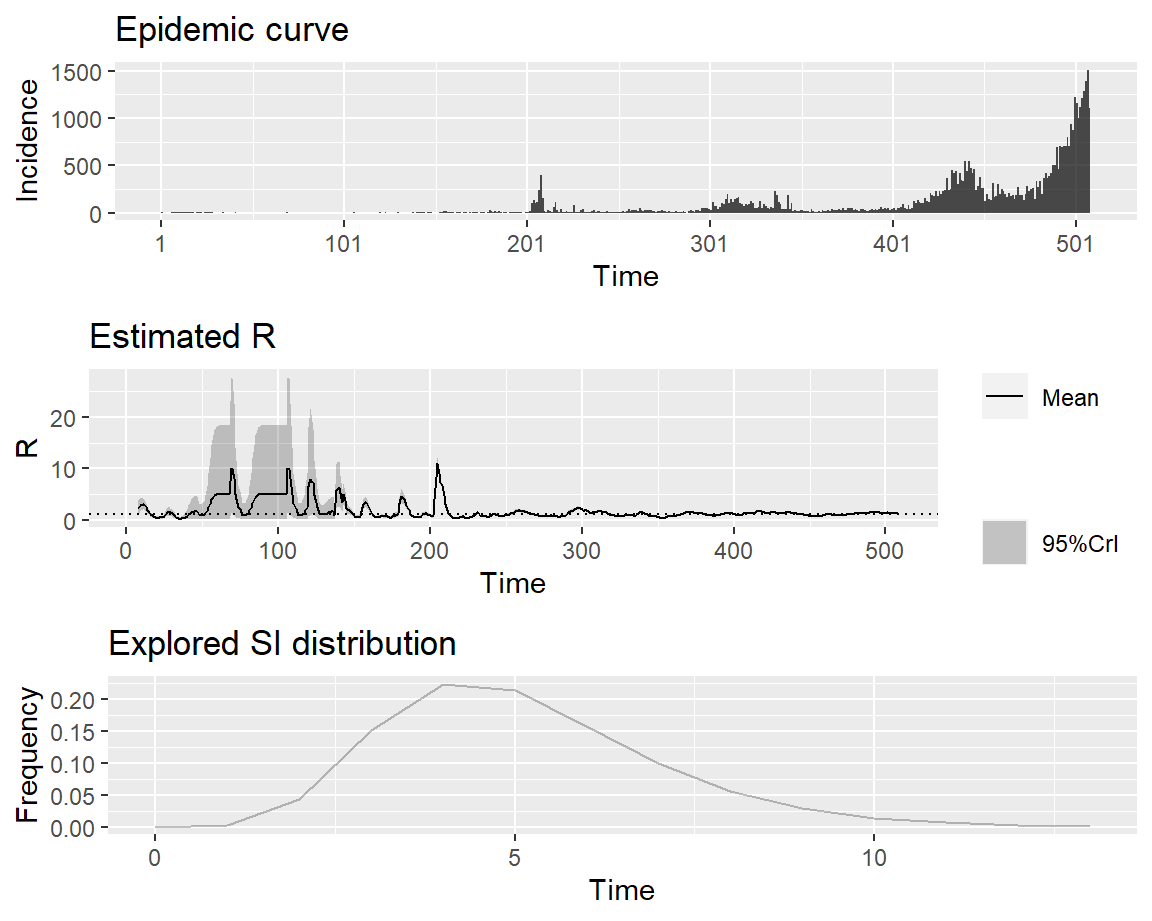 Epidemic curve
1500
1000
500
0
Incidence
1 101 201 301 401 501
Time
Estimated R
20
10
0
R
0 100 200 300 400 500
Time
Mean
95%CrI
Explored SI distribution
0.20
0.15
0.10
0.05
0.00
Frequency
0 5 10
Time